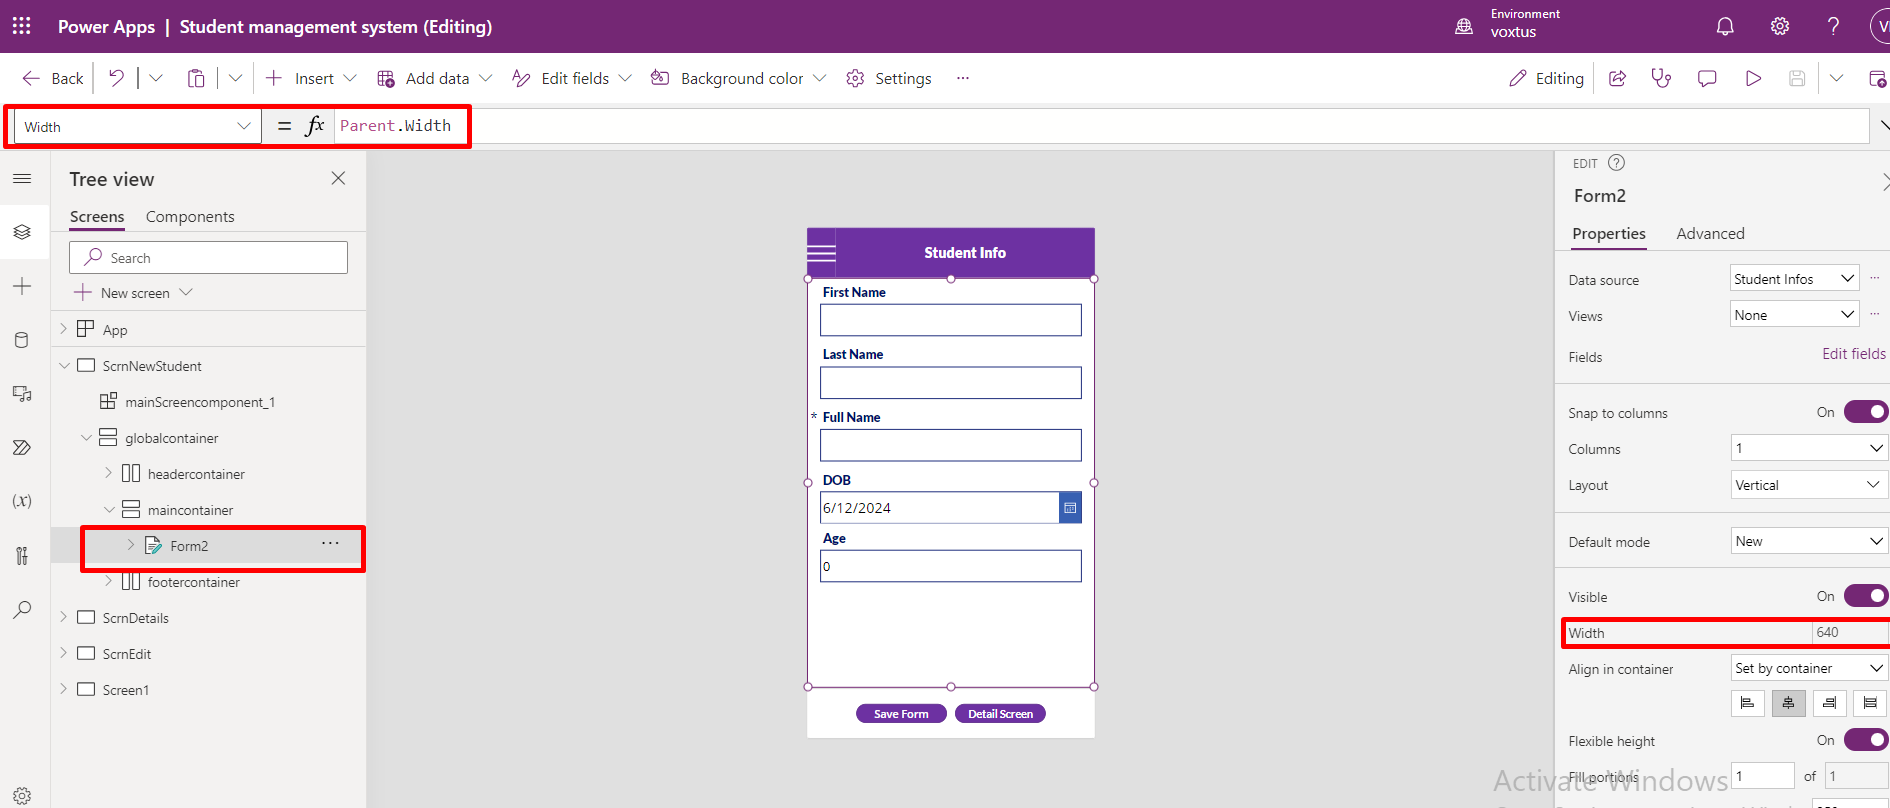 Power Apps | Student management system (Editing)
Environment
voxtus
Back
Insert
Add data
Edit fields
Background color
Settings
Editing
Width
= fx Parent.Width
Tree view
Screens Components
Search
New screen
App
ScrnNewStudent
mainScreencomponent_1
globalcontainer
headercontainer
maincontainer
Form2
footercontainer
ScrnDetails
ScrnEdit
Screen1
Student Info
First Name
Last Name
* Full Name
DOB
6/12/2024
Age
0
Save Form Detail Screen
EDIT ?
Form2
Properties Advanced
Data source Student Infos
Views None
Fields Edit fields
Snap to columns On
Columns 1
Layout Vertical
Default mode New
Visible On
Width 640
Align in container Set by container
Flexible height On
Fill portions 1 of 1
Activate Windows